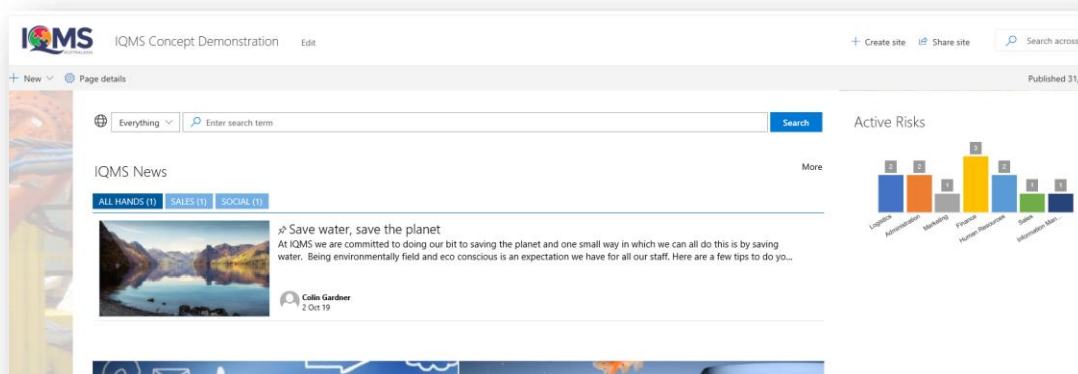 IQMS
AUSTRALASIA
IQMS Concept Demonstration Edit
Create site Share site Search across
New Page details Published 31,
Everything Enter search term Search
Active Risks
IQMS News More
ALL HANDS (1) SALES (1) SOCIAL (1)
Save water, save the planet
At IQMS we are committed to doing our bit to saving the planet and one small way in which we can all do this is by saving
water. Being environmentally field and eco conscious is an expectation we have for all our staff. Here are a few tips to do yo...
Colin Gardner
2 Oct 19
2 2 1 3 2 1 1
Logistics Administration Marketing Finance Human Resources Sales Information Man...